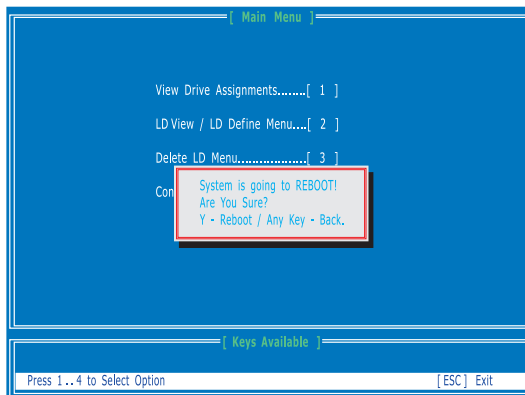 [ Main Menu ]
View Drive Assignments........[ 1 ]
LD View / LD Define Menu....[ 2 ]
Delete LD Menu...................[ 3 ]
Con
System is going to REBOOT!
Are You Sure?
Y - Reboot / Any Key - Back.
[ Keys Available ]
Press 1..4 to Select Option [ESC] Exit